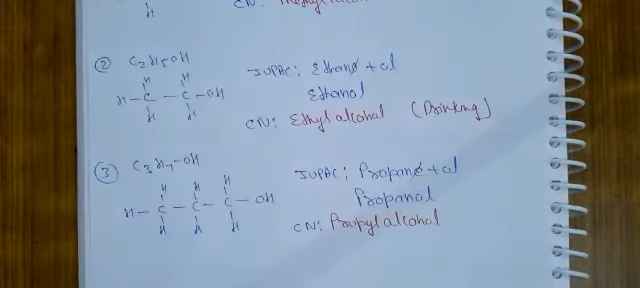 CN: Methyl alcohol
H
② C2H5OH
H H
H-C-C-OH
H H
IUPAC: Ethane + ol
Ethanol
CN: Ethyl alcohol (Drinking)
③ C3H7-OH
H H H
H-C-C-C-OH
H H H
IUPAC: Propane + ol
Propanol
CN: Propyl alcohol